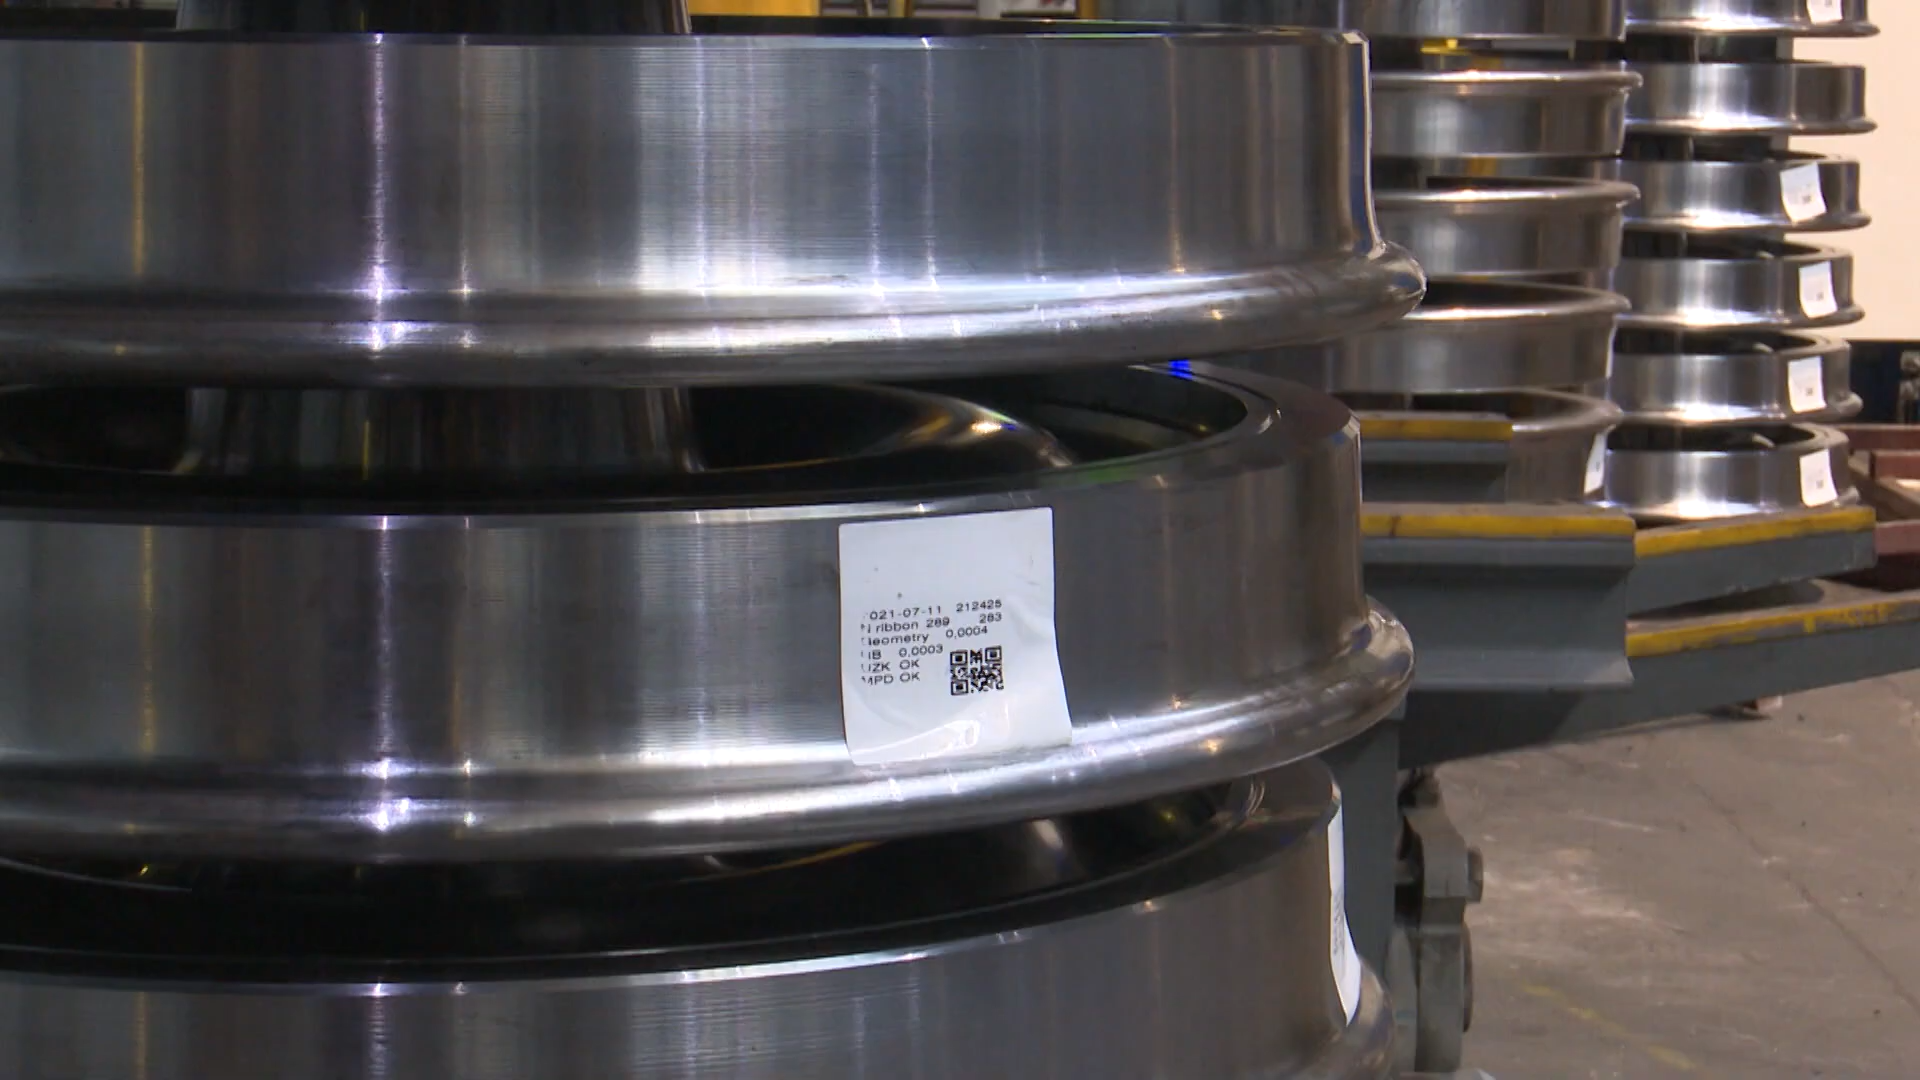 021-07-11 212425
N ribbon 289 283
eometry 0,0004
IB 0,0003
UZK OK
MPD OK